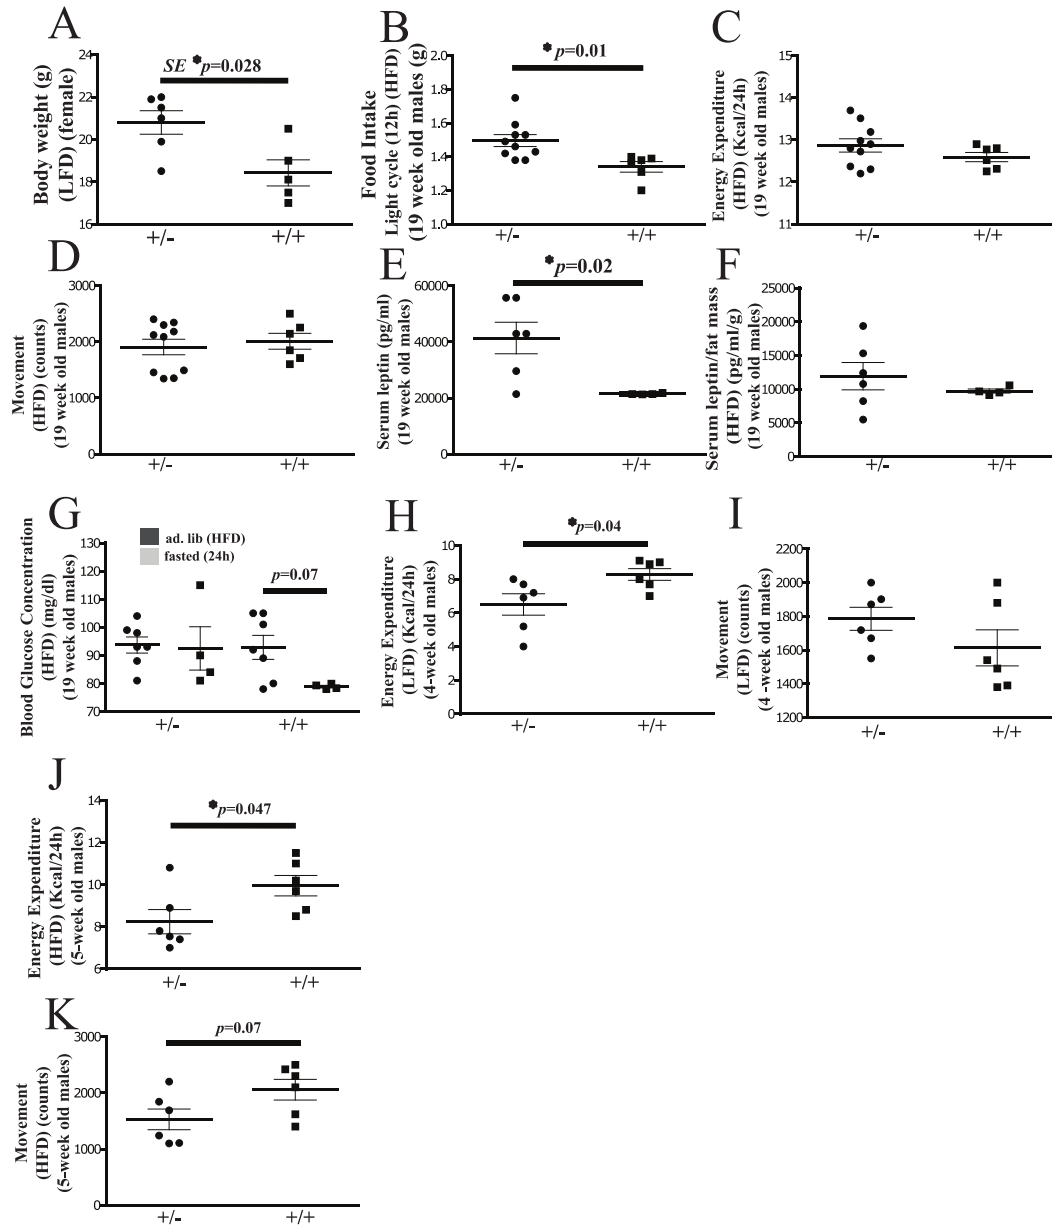 A
Body weight (g)
(LFD) (female)
24
22
20
18
16
SE *p=0.028
+/-
+/+
B
Food Intake
Light cycle (12h) (HFD)
(19 week old males (g)
2.0
1.8
1.6
1.4
1.2
1.0
*p=0.01
+/-
+/+
C
Energy Expenditure
(HFD) (Kcal/24h)
(19 week old males)
15
14
13
12
11
+/-
+/+
D
Movement
(HFD) (counts)
(19 week old males)
3000
2000
1000
0
+/-
+/+
E
Serum leptin (pg/ml)
(19 week old males)
60000
40000
20000
0
*p=0.02
+/-
+/+
F
Serum leptin/fat mass
(HFD) (pg/ml/g)
(19 week old males)
25000
20000
15000
10000
5000
0
+/-
+/+
G
Blood Glucose Concentration
(HFD) (mg/dl)
(19 week old males)
130
120
110
100
90
80
70
ad. lib (HFD)
fasted (24h)
p=0.07
+/-
+/+
H
Energy Expenditure
(LFD) (Kcal/24h)
(4-week old males)
10
8
6
4
2
0
*p=0.04
+/-
+/+
I
Movement
(LFD) (counts)
(4 -week old males)
2200
2000
1800
1600
1400
1200
+/-
+/+
J
Energy Expenditure
(HFD) (Kcal/24h)
(5-week old males)
14
12
10
8
6
*p=0.047
+/-
+/+
K
Movement
(HFD) (counts)
(5-week old males)
3000
2000
1000
0
p=0.07
+/-
+/+